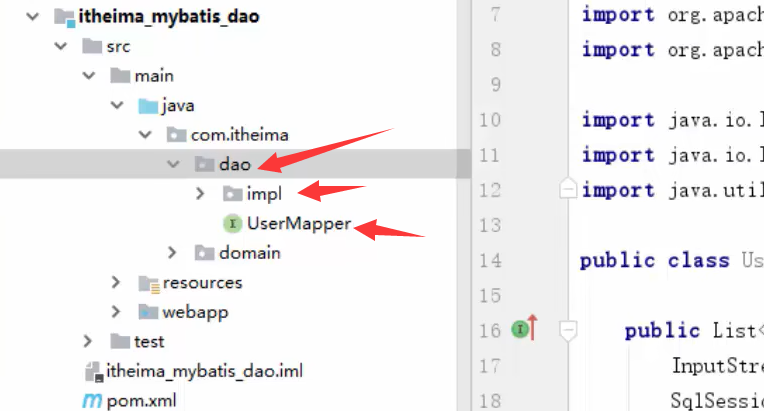 itheima_mybatis_dao
src
main
java
com.itheima
dao
impl
UserMapper
domain
resources
webapp
test
itheima_mybatis_dao.iml
pom.xml
7 import org.apach
8 import org.apach
9
10 import java.io.I
11 import java.io.I
12 import java.util
13
14 public class Us
15
16 public List<
17 InputStre
18 SqlSessio